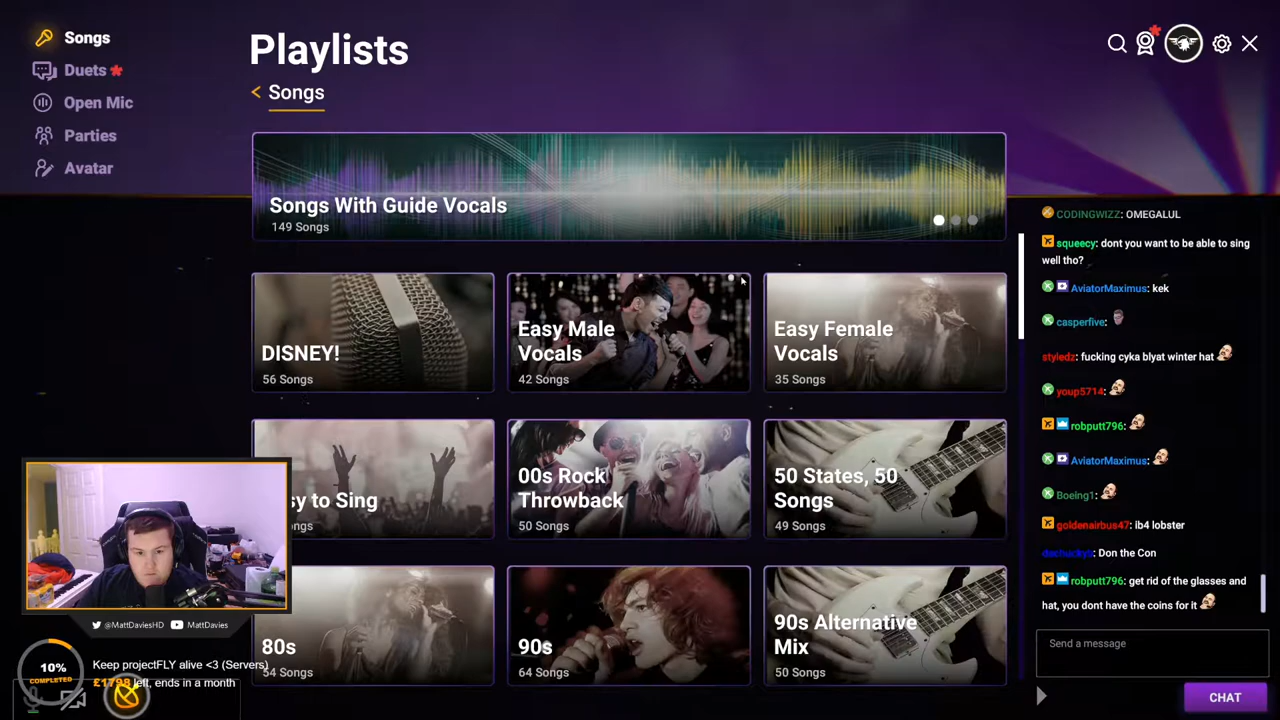 Songs
Duets *
Open Mic
Parties
Avatar
Playlists
< Songs
Songs With Guide Vocals
149 Songs
DISNEY!
56 Songs
Easy Male
Vocals
42 Songs
Easy Female
Vocals
35 Songs
sy to Sing
ngs
00s Rock
Throwback
50 Songs
50 States, 50
Songs
49 Songs
80s
54 Songs
90s
64 Songs
90s Alternative
Mix
50 Songs
CODINGWIZZ: OMEGALUL
squeecy: dont you want to be able to sing
well tho?
AviatorMaximus: kek
casperfive:
styledz: fucking cyka blyat winter hat
youp5714:
robputt796:
AviatorMaximus:
Boeing1:
goldenairbus47: ib4 lobster
Don the Con
robputt796: get rid of the glasses and
hat, you dont have the coins for it
Send a message
CHAT
@MattDaviesHD MattDavies
10%
COMPLETED
Keep projectFLY alive <3 (Servers)
£1798 left, ends in a month